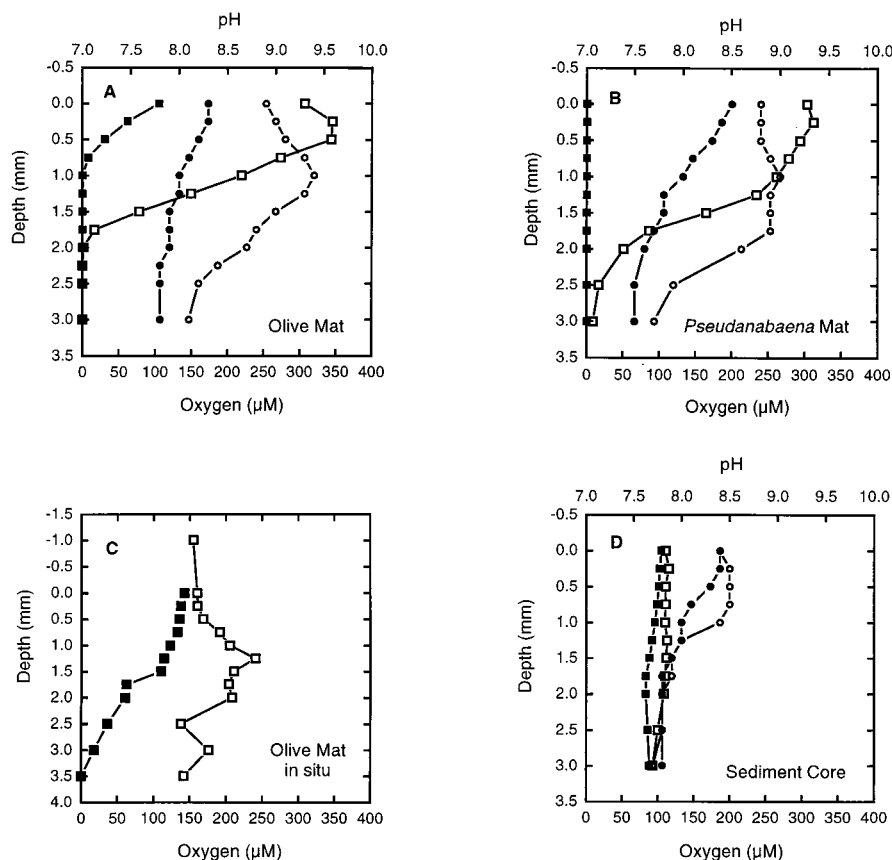 pH
7.0 7.5 8.0 8.5 9.0 9.5 10.0
-0.5
0.0
0.5
1.0
1.5
2.0
2.5
3.0
3.5
Depth (mm)
A
Olive Mat
0 50 100 150 200 250 300 350 400
Oxygen (µM)
pH
7.0 7.5 8.0 8.5 9.0 9.5 10.0
-0.5
0.0
0.5
1.0
1.5
2.0
2.5
3.0
3.5
Depth (mm)
B
Pseudanabaena Mat
0 50 100 150 200 250 300 350 400
Oxygen (µM)
-1.5
-1.0
-0.5
0.0
0.5
1.0
1.5
2.0
2.5
3.0
3.5
4.0
Depth (mm)
C
Olive Mat
in situ
0 50 100 150 200 250 300 350 400
Oxygen (µM)
pH
7.0 7.5 8.0 8.5 9.0 9.5 10.0
-0.5
0.0
0.5
1.0
1.5
2.0
2.5
3.0
3.5
Depth (mm)
D
Sediment Core
0 50 100 150 200 250 300 350 400
Oxygen (µM)